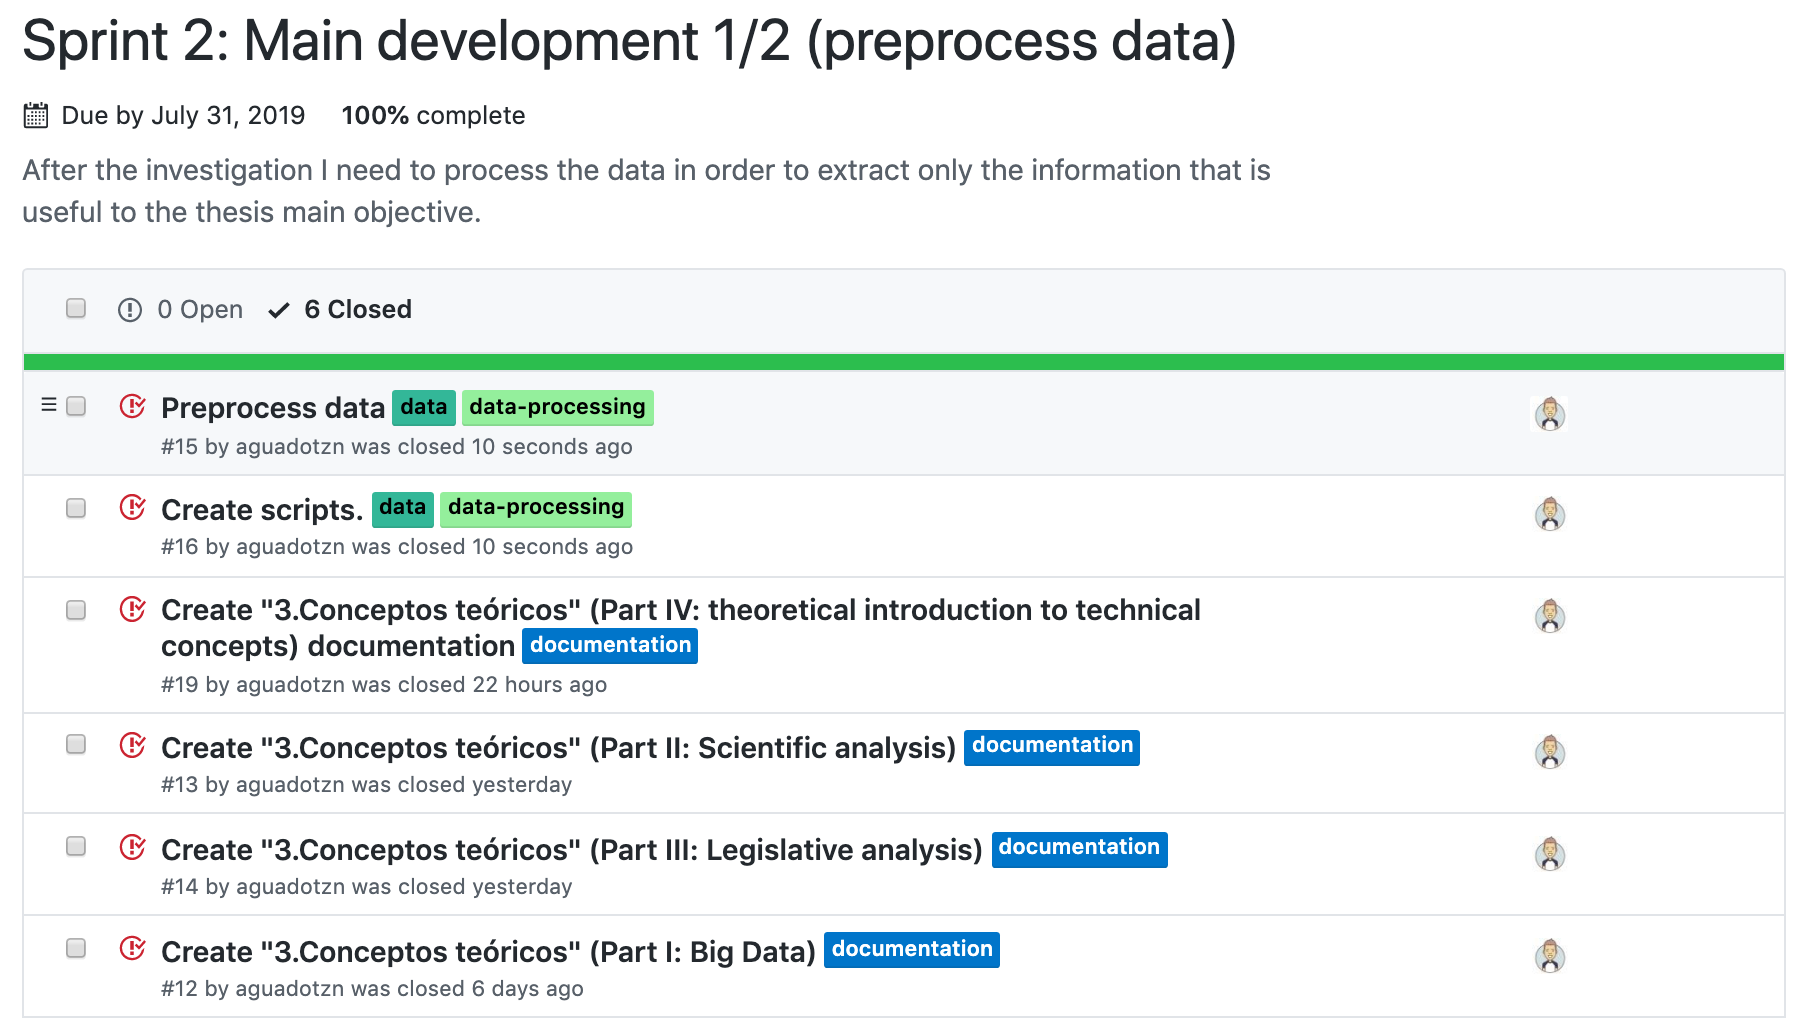 Sprint 2: Main development 1/2 (preprocess data)
Due by July 31, 2019 100% complete
After the investigation I need to process the data in order to extract only the information that is
useful to the thesis main objective.
0 Open 6 Closed
Preprocess data data data-processing
#15 by aguadotzn was closed 10 seconds ago
Create scripts. data data-processing
#16 by aguadotzn was closed 10 seconds ago
Create "3.Conceptos teóricos" (Part IV: theoretical introduction to technical
concepts) documentation documentation
#19 by aguadotzn was closed 22 hours ago
Create "3.Conceptos teóricos" (Part II: Scientific analysis) documentation
#13 by aguadotzn was closed yesterday
Create "3.Conceptos teóricos" (Part III: Legislative analysis) documentation
#14 by aguadotzn was closed yesterday
Create "3.Conceptos teóricos" (Part I: Big Data) documentation
#12 by aguadotzn was closed 6 days ago